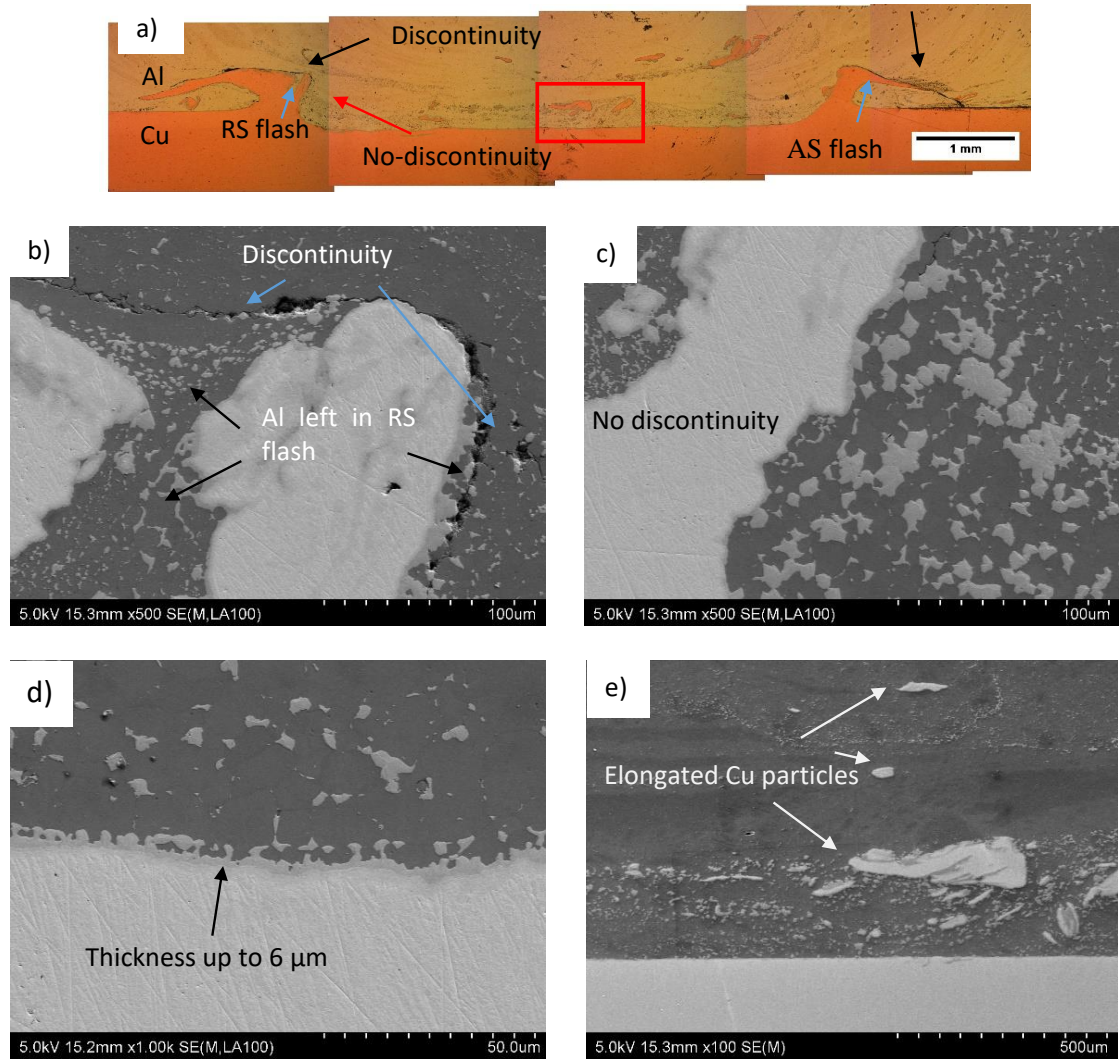 a)
Discontinuity
Al
RS flash
Cu
No-discontinuity
AS flash
1 mm
b)
Discontinuity
Al left in RS
flash
5.0kV 15.3mm x500 SE(M,LA100)
100um
c)
No discontinuity
5.0kV 15.3mm x500 SE(M,LA100)
100um
d)
Thickness up to 6 μm
5.0kV 15.2mm x1.00k SE(M,LA100)
50.0um
e)
Elongated Cu particles
5.0kV 15.3mm x100 SE(M)
500um